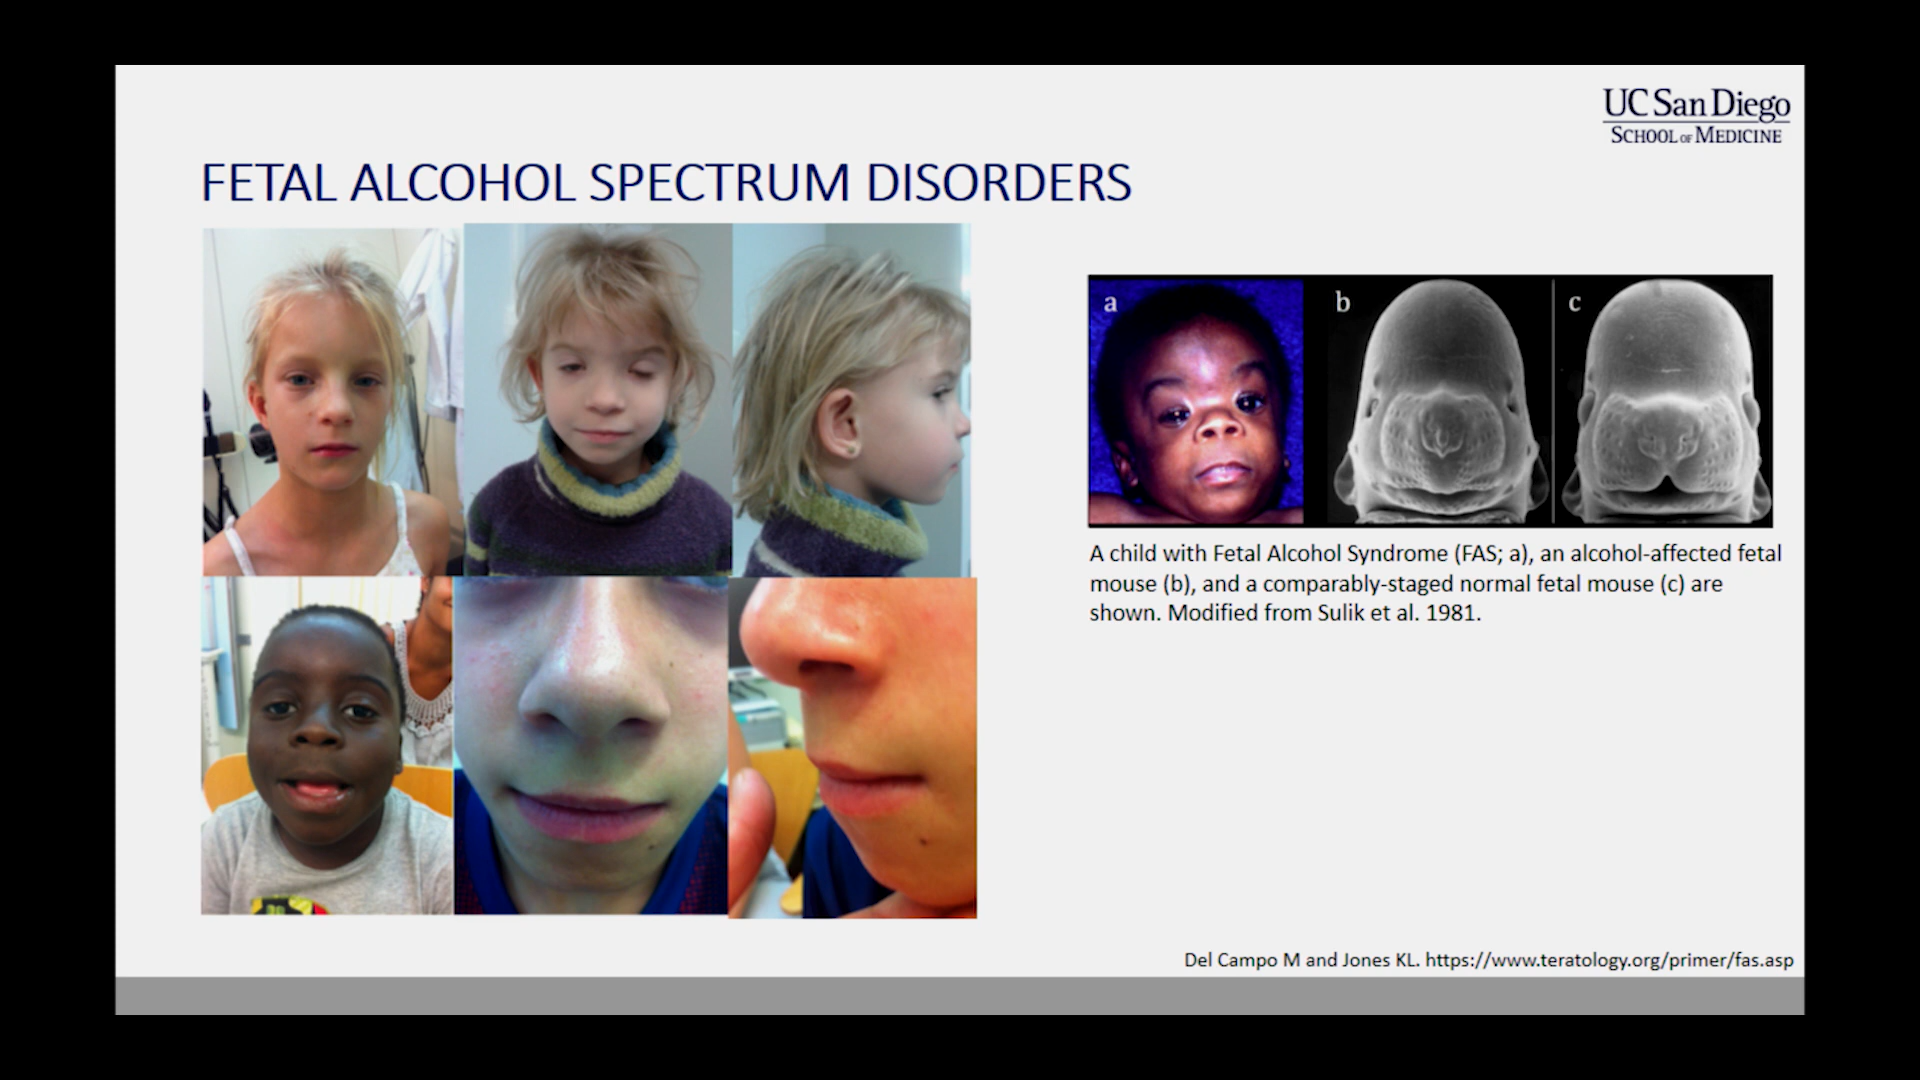 UC San Diego
SCHOOL OF MEDICINE
FETAL ALCOHOL SPECTRUM DISORDERS
a
b
c
A child with Fetal Alcohol Syndrome (FAS; a), an alcohol-affected fetal
mouse (b), and a comparably-staged normal fetal mouse (c) are
shown. Modified from Sulik et al. 1981.
Del Campo M and Jones KL. https://www.teratology.org/primer/fas.asp